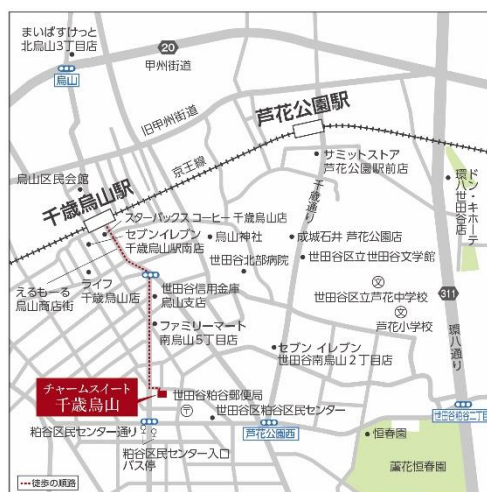 まいばすけっと
北烏山3丁目店
20
甲州街道
烏山
旧甲州街道
芦花公園駅
京王線
サミットストア
芦花公園駅前店
ドン・キホーテ
環八世田谷店
烏山区民会館
千歳烏山駅
千歳通り
スターバックス コーヒー 千歳烏山店
セブン イレブン
千歳烏山駅南店
烏山神社
成城石井 芦花公園店
世田谷区立世田谷文学館
えるもーる
烏山商店街
ライフ
千歳烏山店
世田谷信用金庫
烏山支店
世田谷北部病院
文
世田谷区立芦花中学校
文
芦花小学校
311
環八通り
ファミリーマート
南烏山5丁目店
セブン イレブン
世田谷南烏山2丁目店
チャームスイート
千歳烏山
世田谷粕谷郵便局
〒
世田谷区粕谷区民センター
世田谷粕谷二丁目
粕谷区民センター通り
芦花公園西
恒春園
粕谷区民センター入口
バス停
蘆花恒春園
徒歩の順路